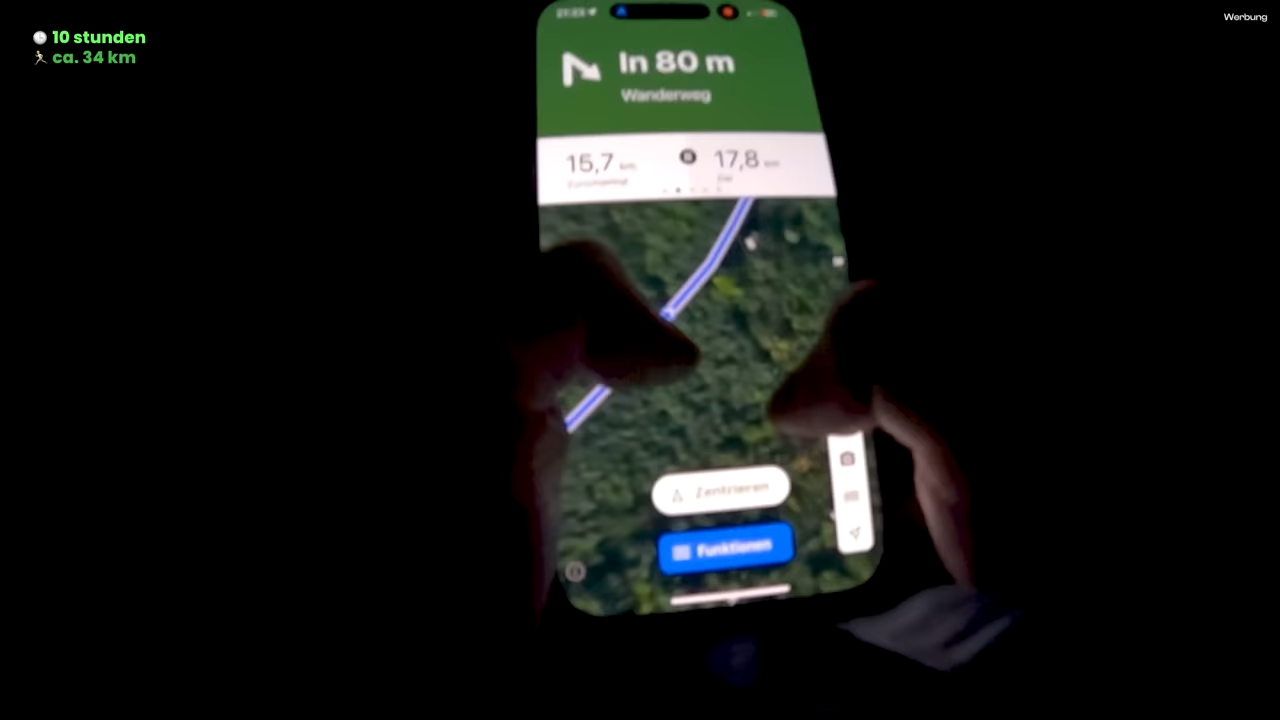 Werbung
10 stunden
ca. 34 km
In 80 m
Wanderweg
15,7 km
17,8 km
Zentrieren
Funktionen